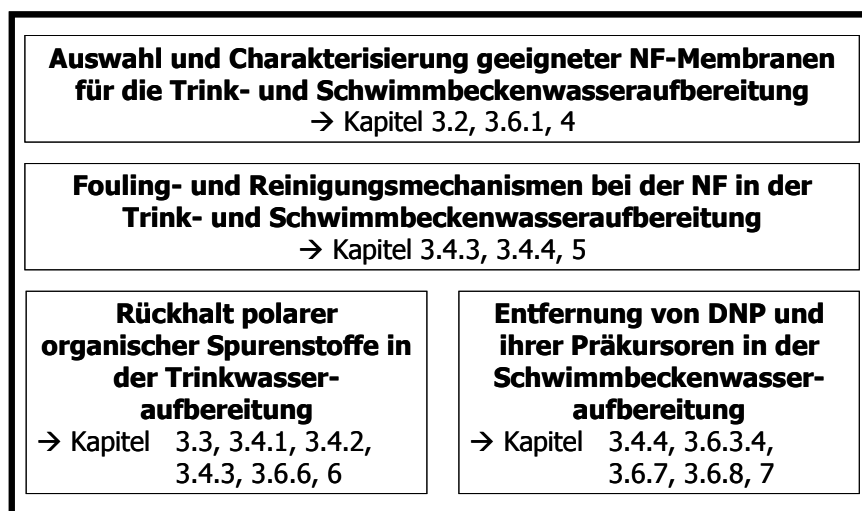 Auswahl und Charakterisierung geeigneter NF-Membranen
für die Trink- und Schwimmbeckenwasseraufbereitung
→ Kapitel 3.2, 3.6.1, 4
Fouling- und Reinigungsmechanismen bei der NF in der
Trink- und Schwimmbeckenwasseraufbereitung
→ Kapitel 3.4.3, 3.4.4, 5
Rückhalt polarer
organischer Spurenstoffe in
der Trinkwasser-
aufbereitung
→ Kapitel 3.3, 3.4.1, 3.4.2,
3.4.3, 3.6.6, 6
Entfernung von DNP und
ihrer Präkursoren in der
Schwimmbeckenwasser-
aufbereitung
→ Kapitel 3.4.4, 3.6.3.4,
3.6.7, 3.6.8, 7